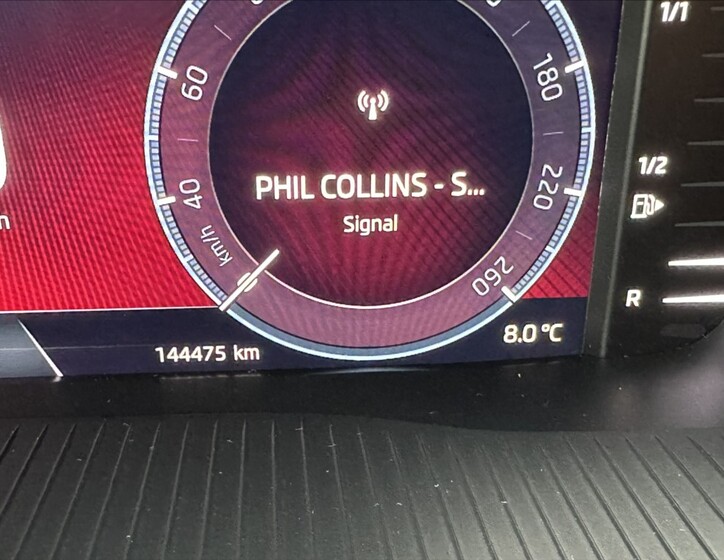 1/1
60
180
1/2
PHIL COLLINS - S...
40
220
Signal
km/h
260
R
8.0 °C
144475 km